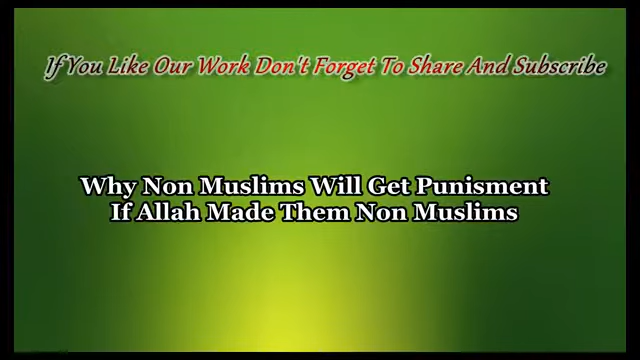 If You Like Our Work Don't Forget To Share And Subscribe
Why Non Muslims Will Get Punisment
If Allah Made Them Non Muslims